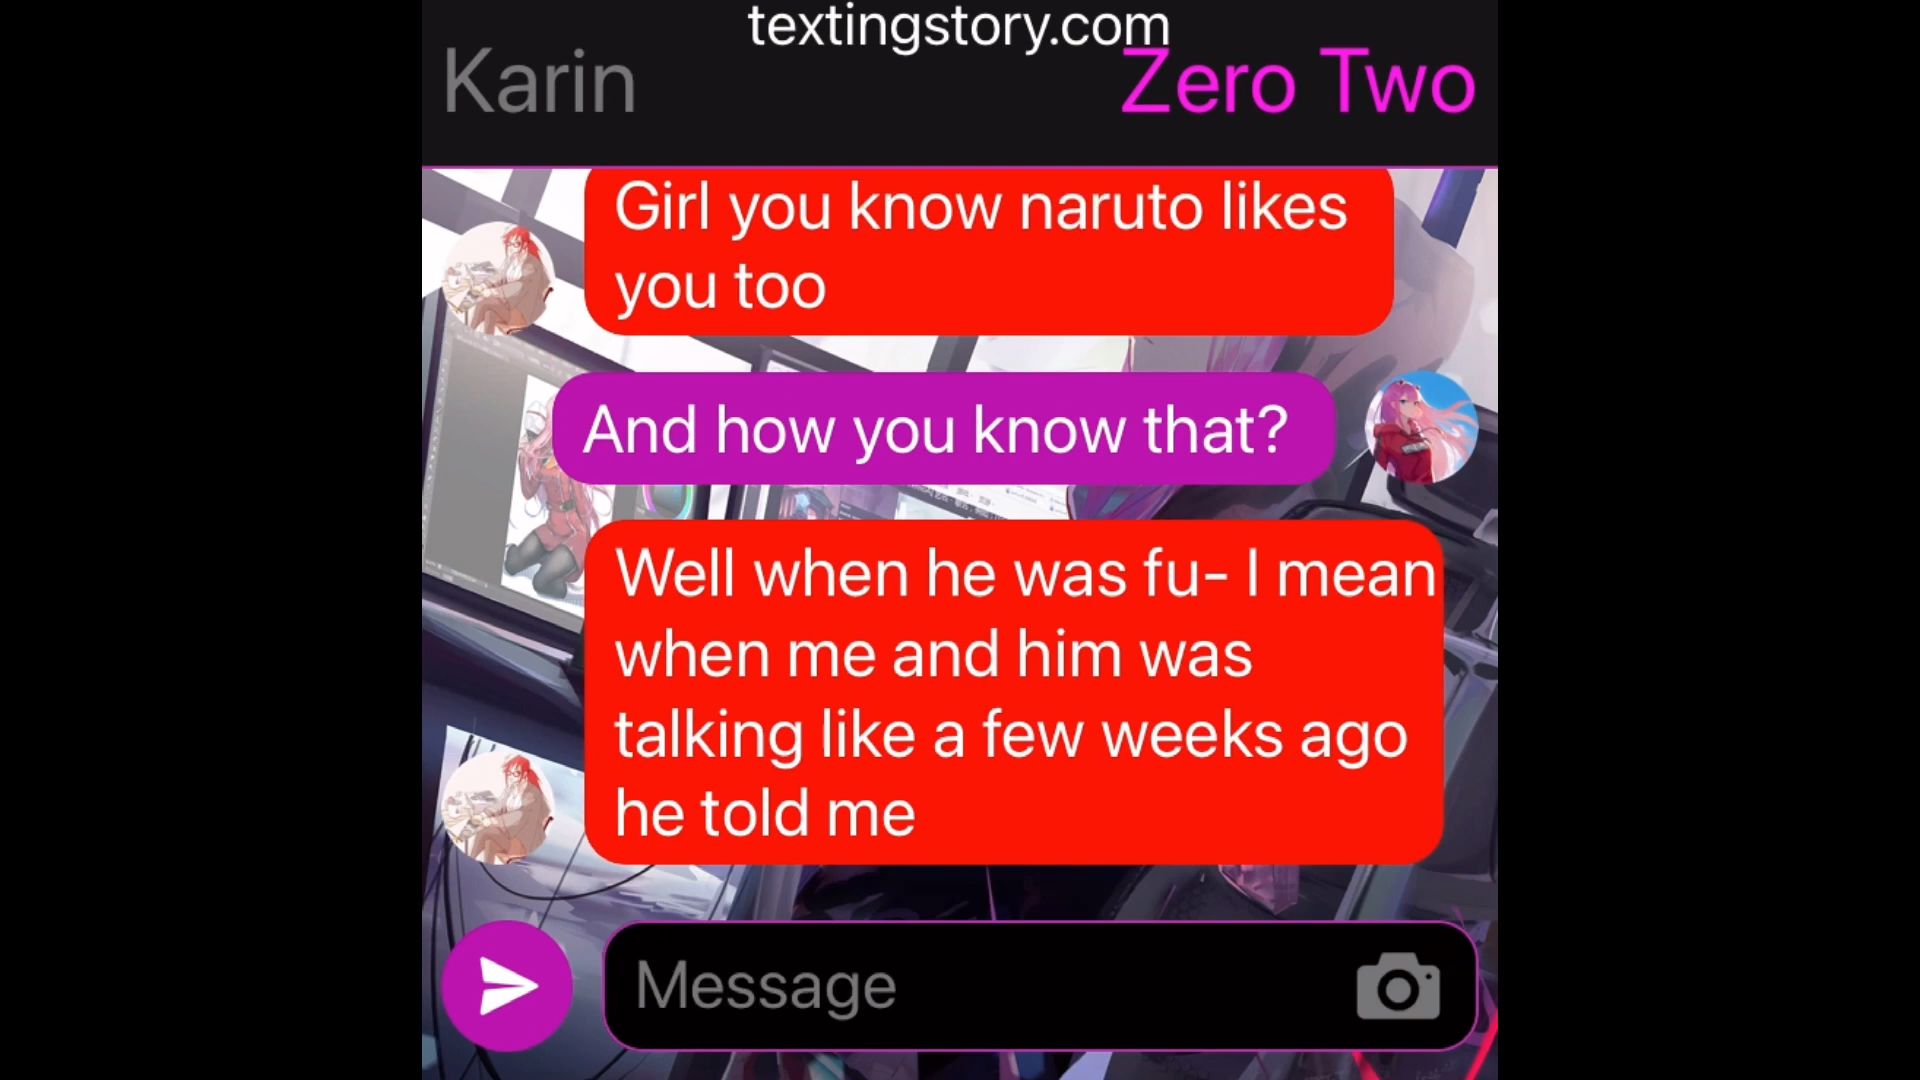 textingstory.com
Karin
Zero Two
Girl you know naruto likes
you too
And how you know that?
Well when he was fu- I mean
when me and him was
talking like a few weeks ago
he told me
Message